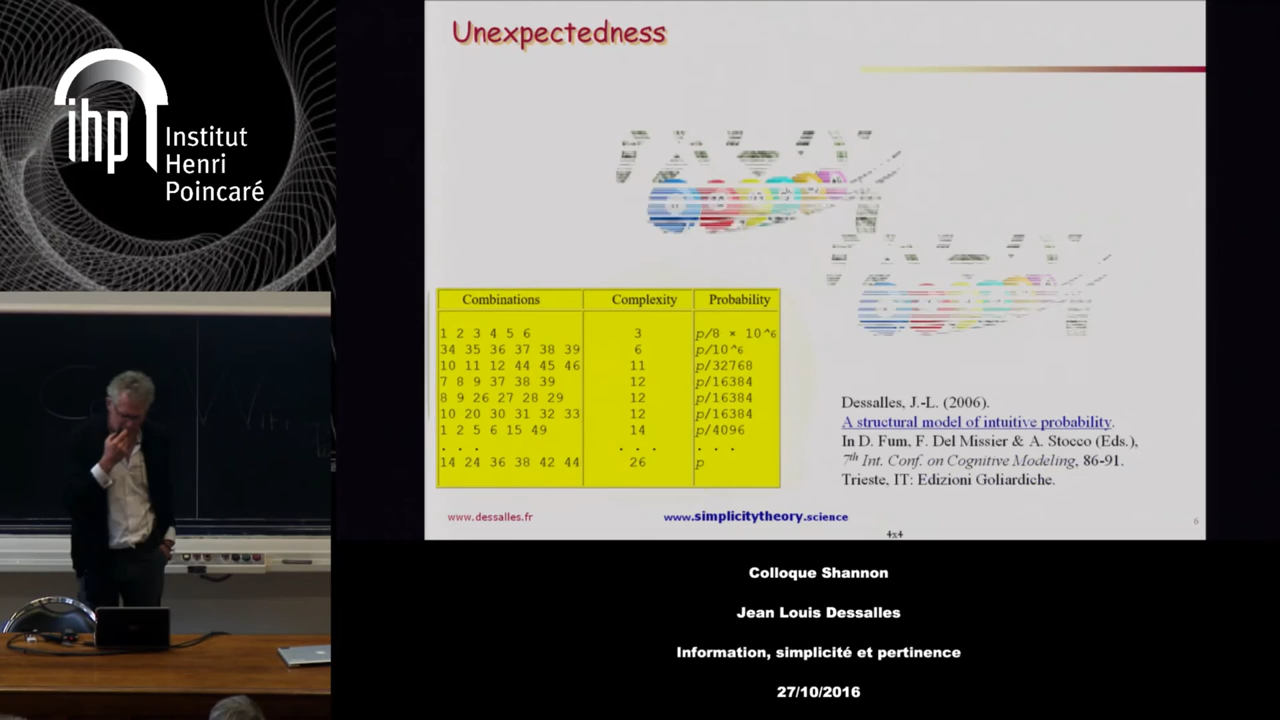 ihp
Institut
Henri
Poincaré
Unexpectedness
Combinations Complexity Probability
1 2 3 4 5 6 3 p/8 × 10^6
34 35 36 37 38 39 6 p/10^6
10 11 12 44 45 46 11 p/32768
7 8 9 37 38 39 12 p/16384
8 9 26 27 28 29 12 p/16384
10 20 30 31 32 33 12 p/16384
1 2 5 6 15 49 14 p/4096
. . . . . . . . .
14 24 36 38 42 44 26 p
Dessalles, J.-L. (2006).
A structural model of intuitive probability.
In D. Fum, F. Del Missier & A. Stocco (Eds.),
7th Int. Conf. on Cognitive Modeling, 86-91.
Trieste, IT: Edizioni Goliardiche.
www.dessalles.fr www.simplicitytheory.science 6
4x4
Colloque Shannon
Jean Louis Dessalles
Information, simplicité et pertinence
27/10/2016